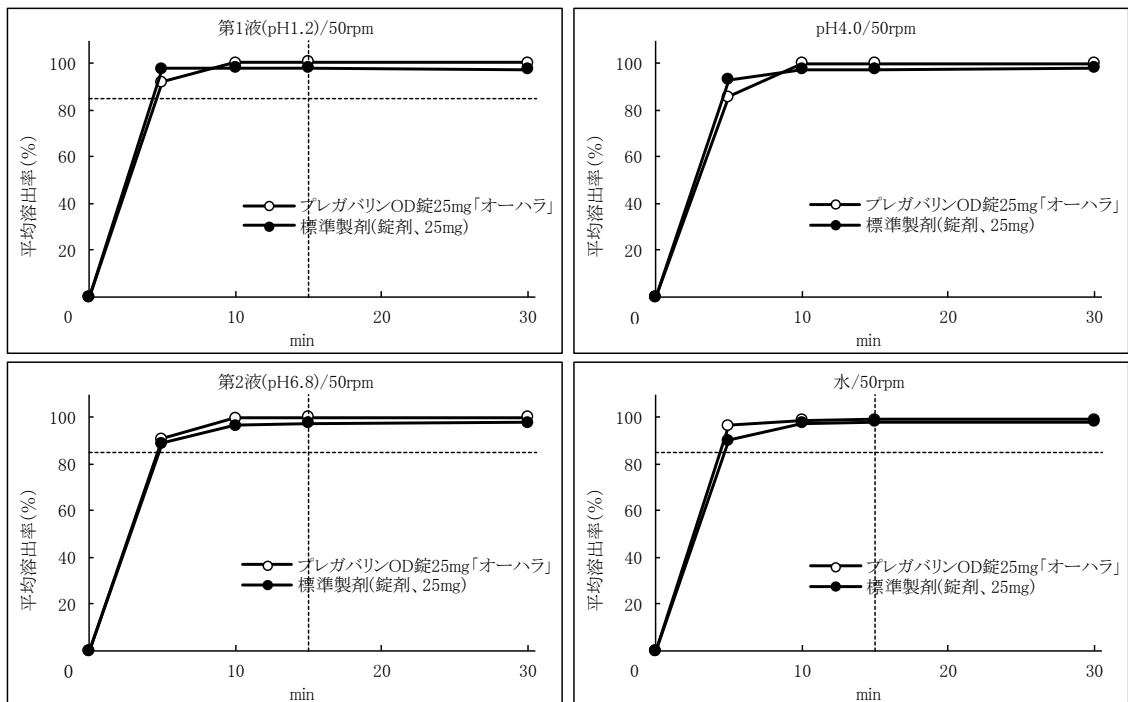 第1液(pH1.2)/50rpm
100
80
60
40
20
0
10
20
30
平均溶出率(%)
min
プレガバリンOD錠25mg「オーハラ」
標準製剤(錠剤、25mg)
pH4.0/50rpm
100
80
60
40
20
0
10
20
30
平均溶出率(%)
min
プレガバリンOD錠25mg「オーハラ」
標準製剤(錠剤、25mg)
第2液(pH6.8)/50rpm
100
80
60
40
20
0
10
20
30
平均溶出率(%)
min
プレガバリンOD錠25mg「オーハラ」
標準製剤(錠剤、25mg)
水/50rpm
100
80
60
40
20
0
10
20
30
平均溶出率(%)
min
プレガバリンOD錠25mg「オーハラ」
標準製剤(錠剤、25mg)